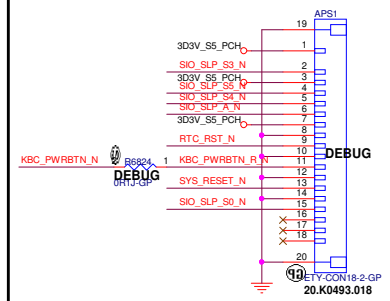 APS1
19
3D3V_S5_PCH
1
SIO_SLP_S3_N
2
3D3V_S5_PCH
3
SIO_SLP_S5_N
4
SIO_SLP_S4_N
5
SIO_SLP_A_N
6
3D3V_S5_PCH
7
8
RTC_RST_N
9
10
DEBUG
KBC_PWRBTN_N
R6824
1
KBC_PWRBTN_R_N
11
DEBUG
0RTJ-GP
12
SYS_RESET_N
13
14
SIO_SLP_S0_N
15
16
17
18
20
ETY-CON18-2-GP
20.K0493.018